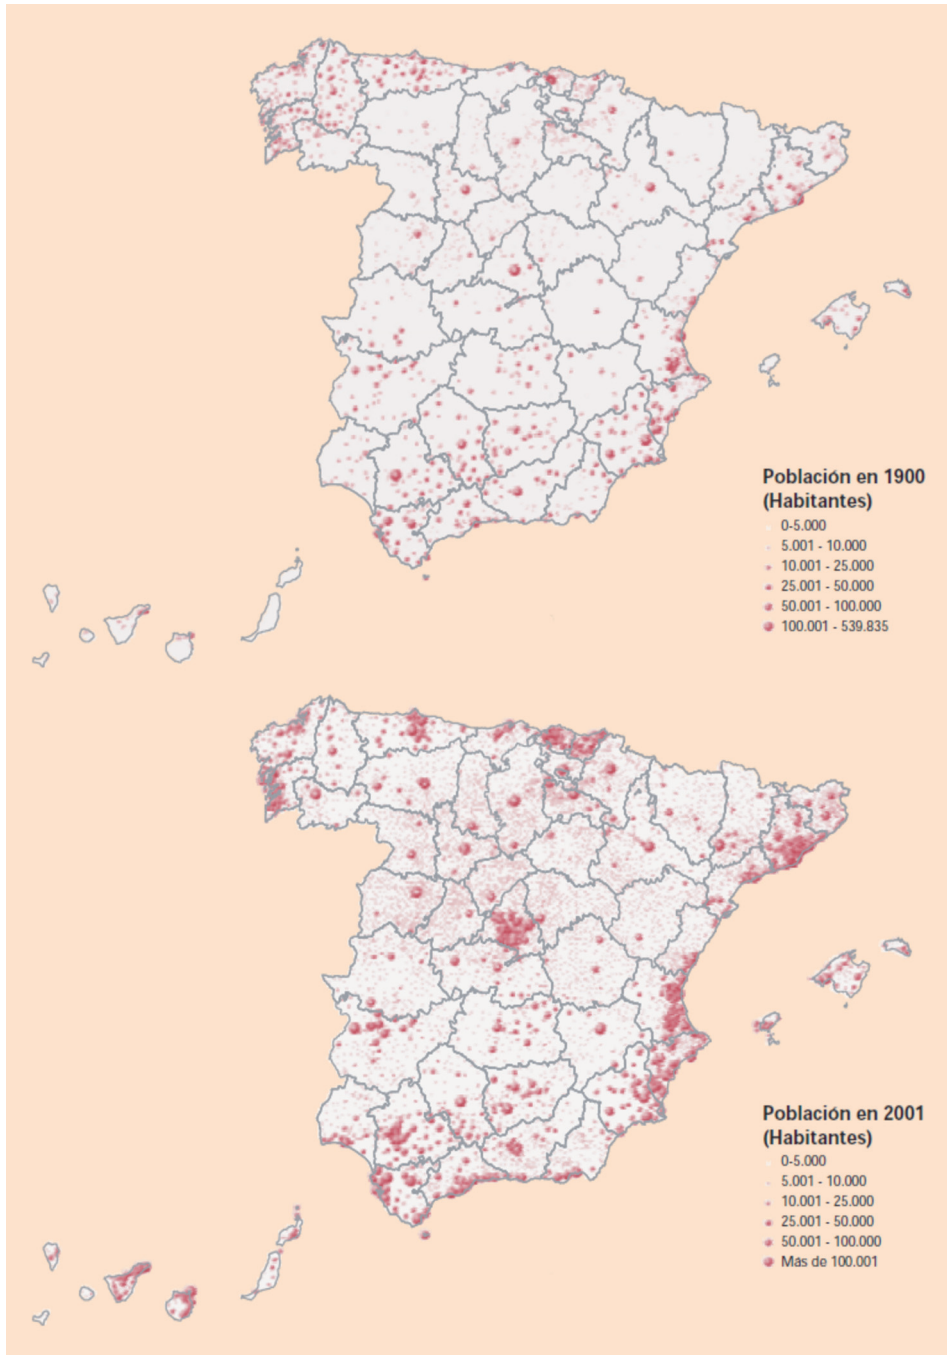 Población en 1900
(Habitantes)
0-5.000
5.001 - 10.000
10.001 - 25.000
25.001 - 50.000
50.001 - 100.000
100.001 - 539.835
Población en 2001
(Habitantes)
0-5.000
5.001 - 10.000
10.001 - 25.000
25.001 - 50.000
50.001 - 100.000
Más de 100.001